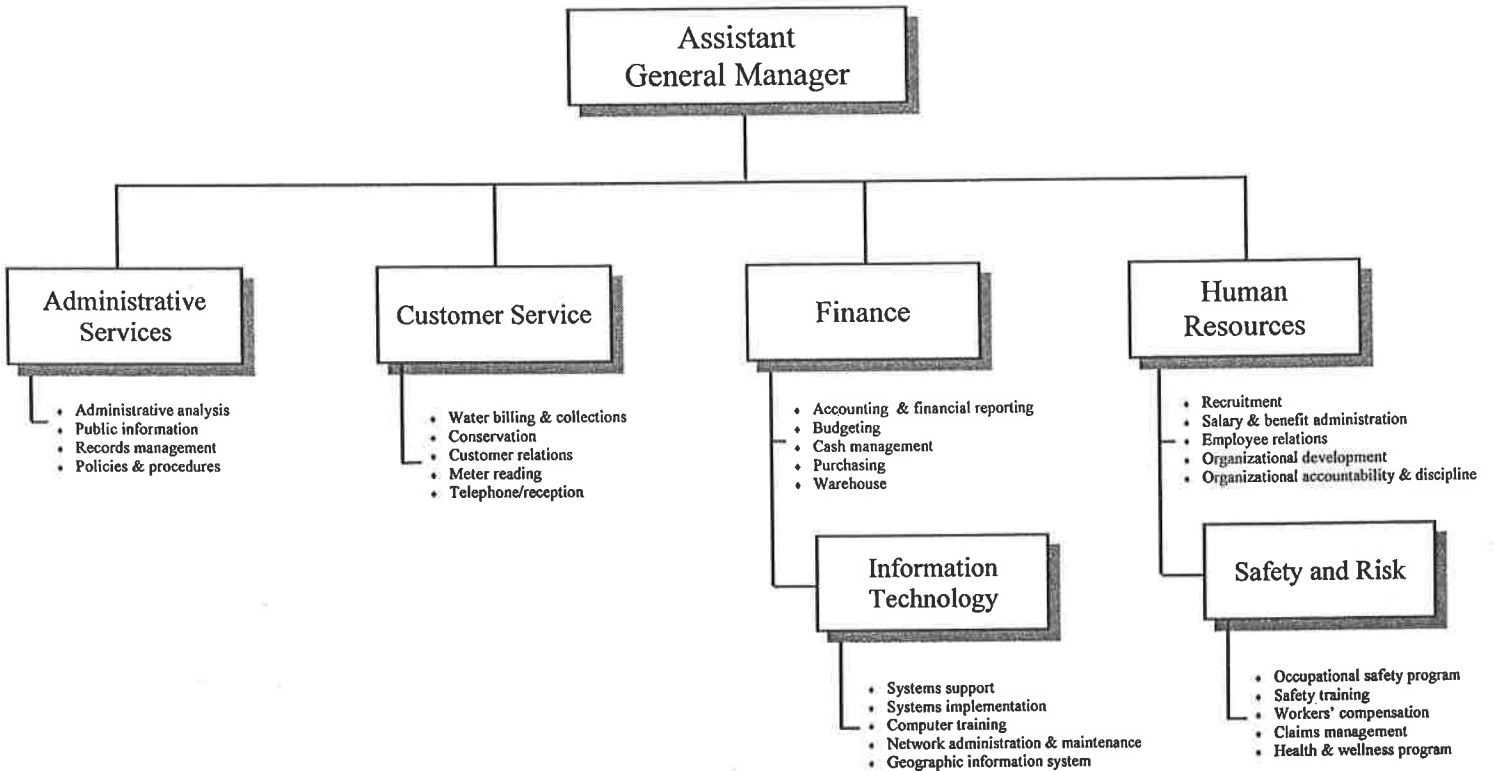 Assistant
General Manager
Administrative
Services
♦ Administrative analysis
♦ Public information
♦ Records management
♦ Policies & procedures
Customer Service
♦ Water billing & collections
♦ Conservation
♦ Customer relations
♦ Meter reading
♦ Telephone/reception
Finance
♦ Accounting & financial reporting
♦ Budgeting
♦ Cash management
♦ Purchasing
♦ Warehouse
Information
Technology
♦ Systems support
♦ Systems implementation
♦ Computer training
♦ Network administration & maintenance
♦ Geographic information system
Human
Resources
♦ Recruitment
♦ Salary & benefit administration
♦ Employee relations
♦ Organizational development
♦ Organizational accountability & discipline
Safety and Risk
♦ Occupational safety program
♦ Safety training
♦ Workers' compensation
♦ Claims management
♦ Health & wellness program